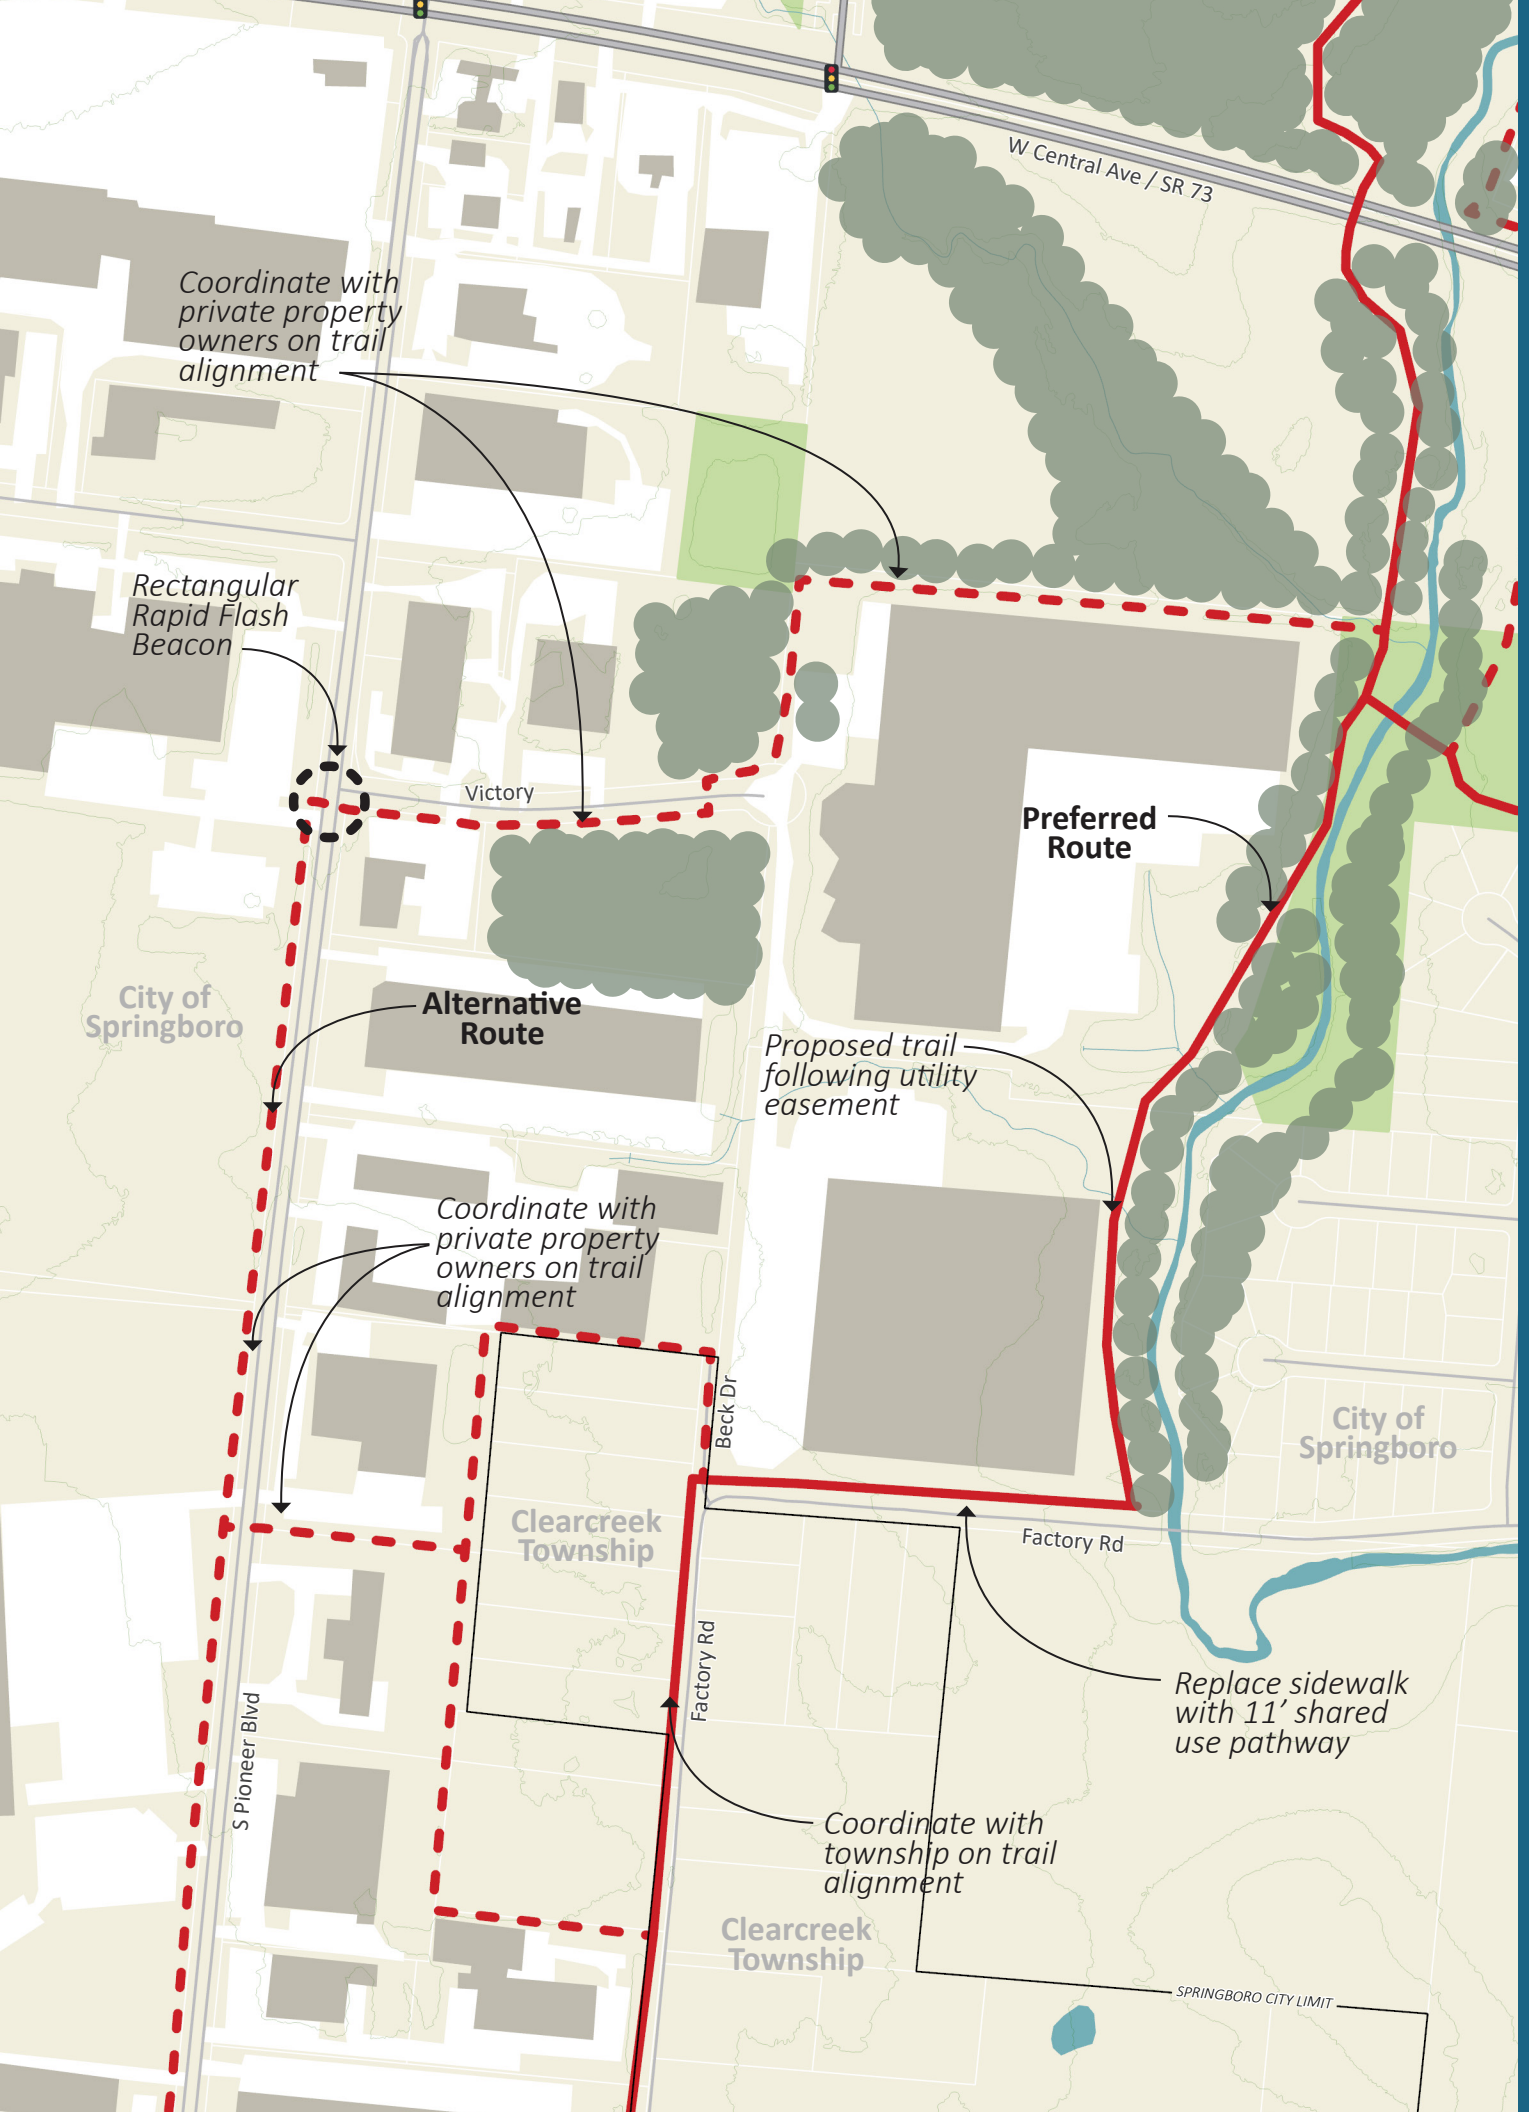 W Central Ave / SR 73
Coordinate with
private property
owners on trail
alignment
Rectangular
Rapid Flash
Beacon
Victory
Preferred
Route
City of
Springboro
Alternative
Route
Proposed trail
following utility
easement
Coordinate with
private property
owners on trail
alignment
Beck Dr
City of
Springboro
Clearcreek
Township
Factory Rd
Factory Rd
S Pioneer Blvd
Replace sidewalk
with 11’ shared
use pathway
Coordinate with
township on trail
alignment
Clearcreek
Township
SPRINGBORO CITY LIMIT